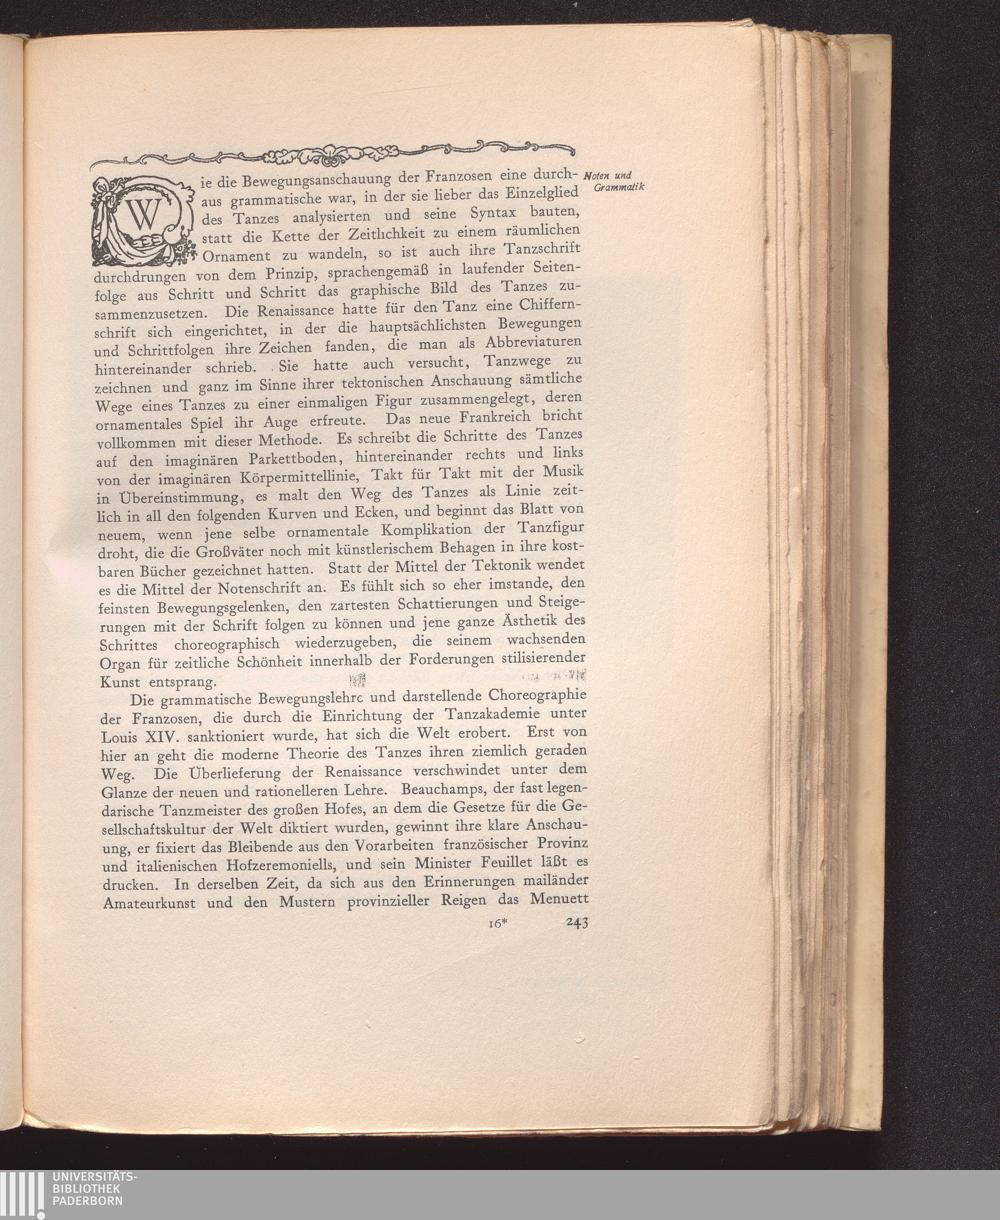 Wie die Bewegungsanschauung der Franzosen eine durch-
Noten und
Grammatik
aus grammatische war, in der sie lieber das Einzelglied
des Tanzes analysierten und seine Syntax bauten,
statt die Kette der Zeitlichkeit zu einem räumlichen
Ornament zu wandeln, so ist auch ihre Tanzschrift
durchdrungen von dem Prinzip, sprachengemäß in laufender Seiten-
folge aus Schritt und Schritt das graphische Bild des Tanzes zu-
sammenzusetzen. Die Renaissance hatte für den Tanz eine Chiffern-
schrift sich eingerichtet, in der die hauptsächlichsten Bewegungen
und Schrittfolgen ihre Zeichen fanden, die man als Abbreviaturen
hintereinander schrieb. Sie hatte auch versucht, Tanzwege zu
zeichnen und ganz im Sinne ihrer tektonischen Anschauung sämtliche
Wege eines Tanzes zu einer einmaligen Figur zusammengelegt, deren
ornamentales Spiel ihr Auge erfreute. Das neue Frankreich bricht
vollkommen mit dieser Methode. Es schreibt die Schritte des Tanzes
auf den imaginären Parkettboden, hintereinander rechts und links
von der imaginären Körpermittellinie, Takt für Takt mit der Musik
in Übereinstimmung, es malt den Weg des Tanzes als Linie zeit-
lich in all den folgenden Kurven und Ecken, und beginnt das Blatt von
neuem, wenn jene selbe ornamentale Komplikation der Tanzfigur
droht, die die Großväter noch mit künstlerischem Behagen in ihre kost-
baren Bücher gezeichnet hatten. Statt der Mittel der Tektonik wendet
es die Mittel der Notenschrift an. Es fühlt sich so eher imstande, den
feinsten Bewegungsgelenken, den zartesten Schattierungen und Steige-
rungen mit der Schrift folgen zu können und jene ganze Ästhetik des
Schrittes choreographisch wiederzugeben, die seinem wachsenden
Organ für zeitliche Schönheit innerhalb der Forderungen stilisierender
Kunst entsprang.
Die grammatische Bewegungslehre und darstellende Choreographie
der Franzosen, die durch die Einrichtung der Tanzakademie unter
Louis XIV. sanktioniert wurde, hat sich die Welt erobert. Erst von
hier an geht die moderne Theorie des Tanzes ihren ziemlich geraden
Weg. Die Überlieferung der Renaissance verschwindet unter dem
Glanze der neuen und rationelleren Lehre. Beauchamps, der fast legen-
darische Tanzmeister des großen Hofes, an dem die Gesetze für die Ge-
sellschaftskultur der Welt diktiert wurden, gewinnt ihre klare Anschau-
ung, er fixiert das Bleibende aus den Vorarbeiten französischer Provinz
und italienischen Hofzeremoniells, und sein Minister Feuillet läßt es
drucken. In derselben Zeit, da sich aus den Erinnerungen mailänder
Amateurkunst und den Mustern provinzieller Reigen das Menuett
16* 243
UNIVERSITÄTS-
BIBLIOTHEK
PADERBORN